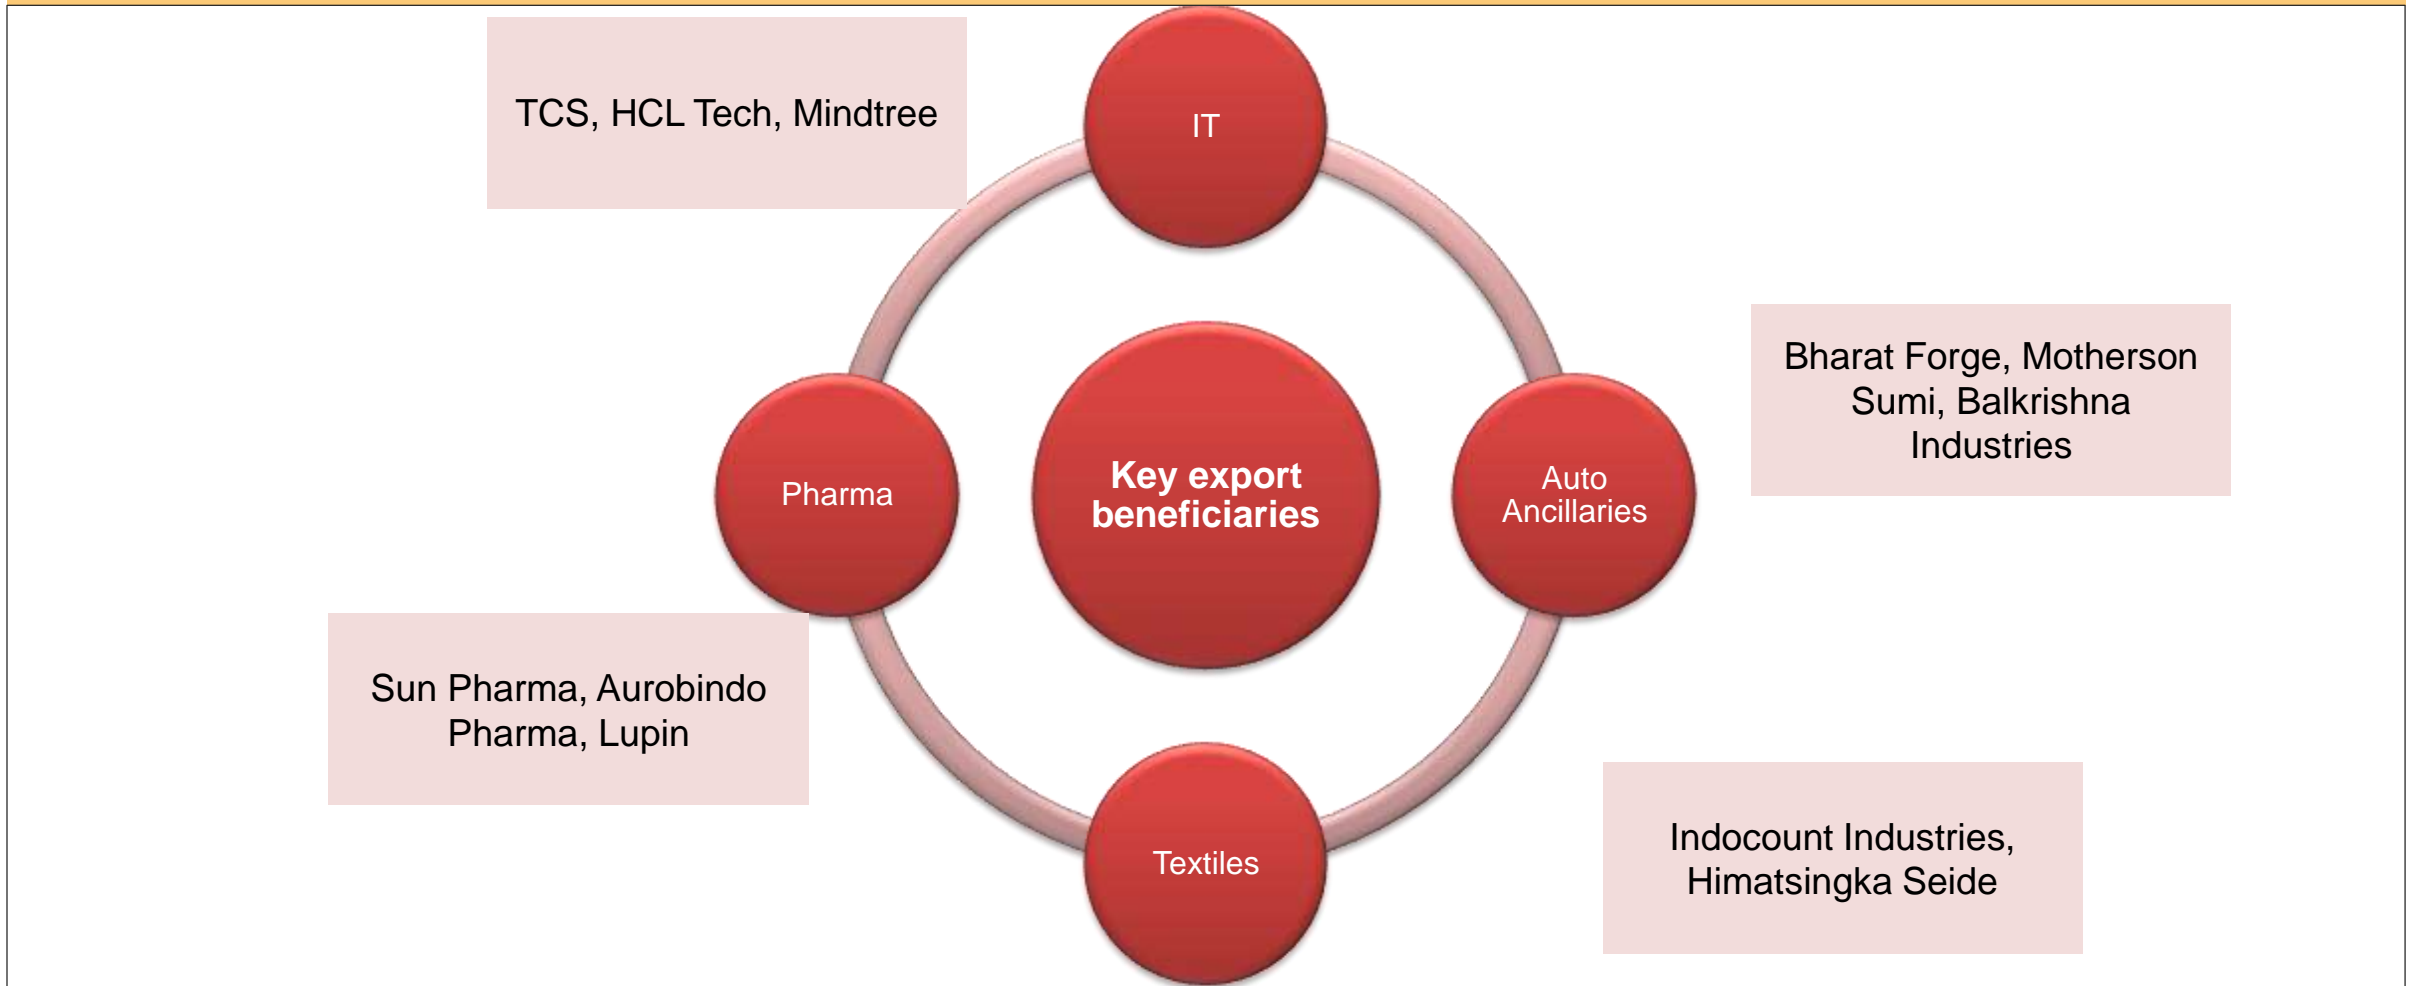 TCS, HCL Tech, Mindtree
IT
Bharat Forge, Motherson
Sumi, Balkrishna
Industries
Auto
Ancillaries
Key export
beneficiaries
Pharma
Sun Pharma, Aurobindo
Pharma, Lupin
Textiles
Indocount Industries,
Himatsingka Seide